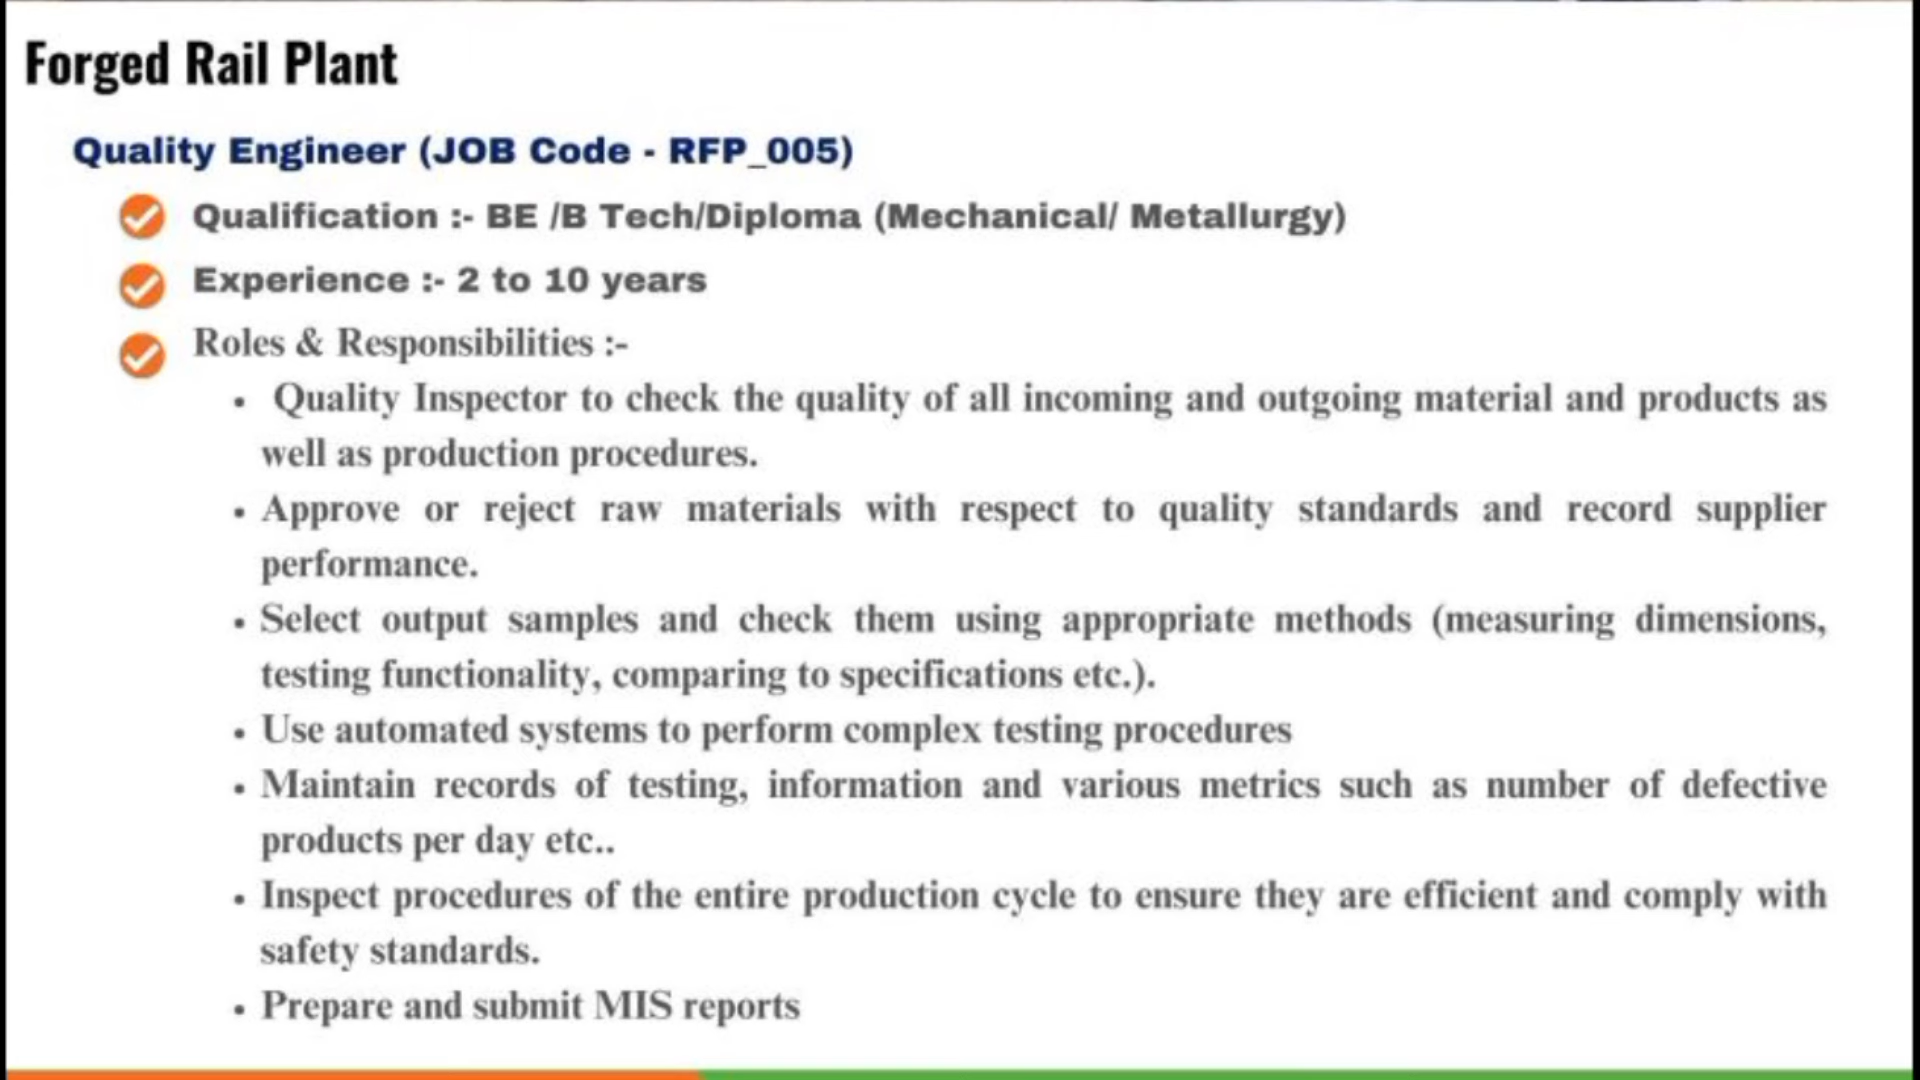 Forged Rail Plant
Quality Engineer (JOB Code - RFP_005)
Qualification :- BE /B Tech/Diploma (Mechanical/ Metallurgy)
Experience :- 2 to 10 years
Roles & Responsibilities :-
• Quality Inspector to check the quality of all incoming and outgoing material and products as
well as production procedures.
• Approve or reject raw materials with respect to quality standards and record supplier
performance.
• Select output samples and check them using appropriate methods (measuring dimensions,
testing functionality, comparing to specifications etc.).
• Use automated systems to perform complex testing procedures
• Maintain records of testing, information and various metrics such as number of defective
products per day etc..
• Inspect procedures of the entire production cycle to ensure they are efficient and comply with
safety standards.
• Prepare and submit MIS reports